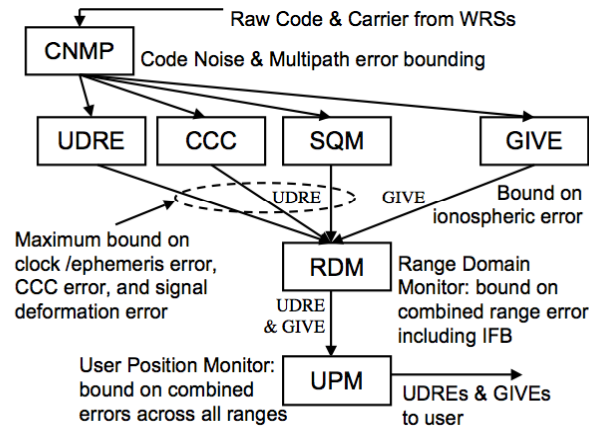 Raw Code & Carrier from WRSs
CNMP
Code Noise & Multipath error bounding
UDRE
CCC
SQM
GIVE
UDRE
GIVE
Bound on
ionospheric error
Maximum bound on
clock /ephemeris error,
CCC error, and signal
deformation error
RDM
Range Domain
Monitor: bound on
combined range error
including IFB
UDRE
& GIVE
User Position Monitor:
bound on combined
errors across all ranges
UPM
UDREs & GIVEs
to user